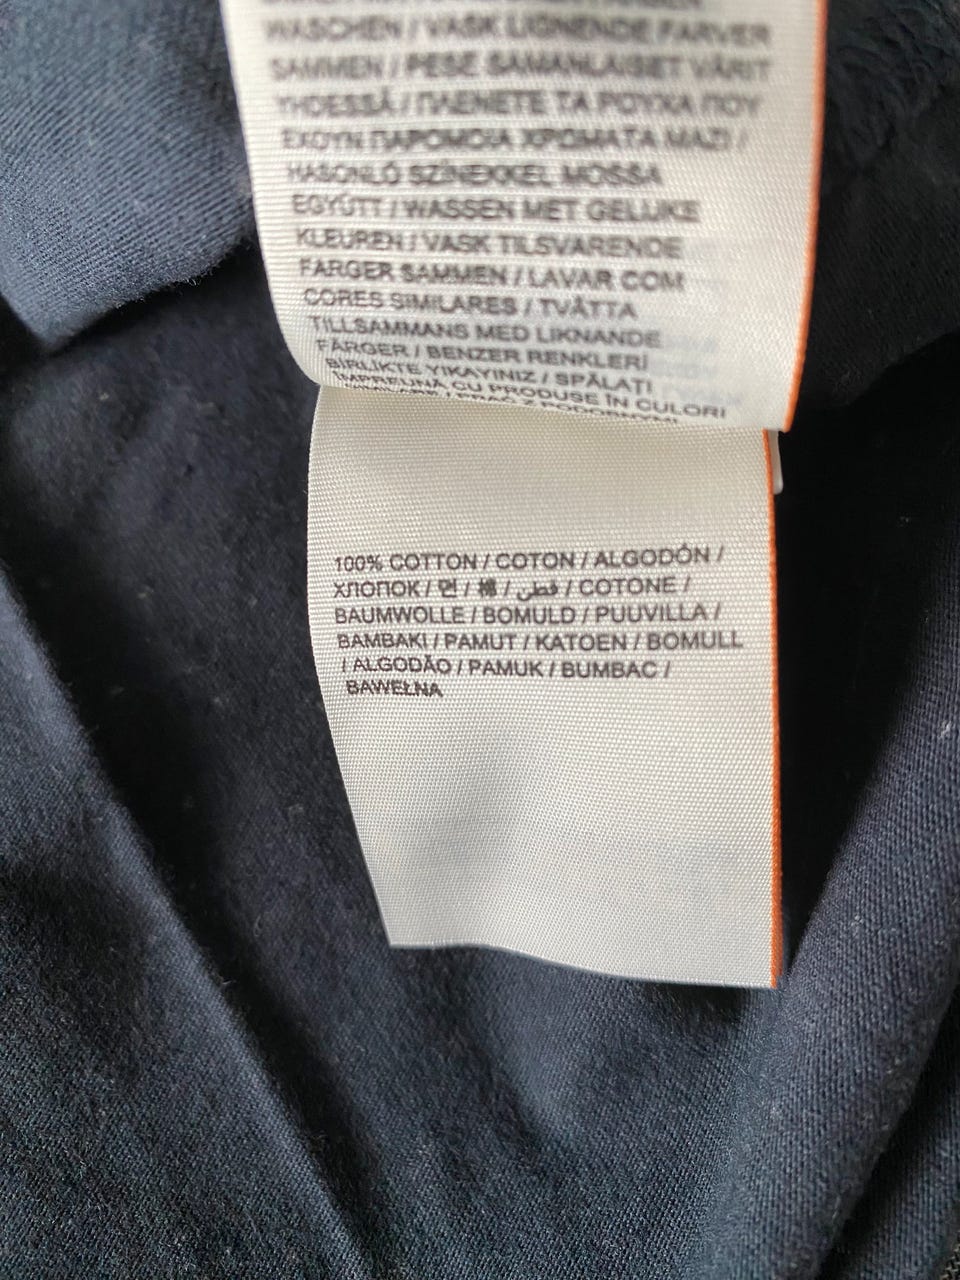 WASCHEN / VASK LIGNENDE FARVER
SAMMEN / PESE SAMANLAISET VÄRIT
YHDESSÄ / ΠΛΕΝΕΤΕ ΤΑ ΡΟΥΧΑ ΠΟΥ
ΕΧΟΥΝ ΠΑΡΟΜΟΙΑ ΧΡΩΜΑΤΑ ΜΑΖΙ /
HASONLÓ SZÍNEKKEL MOSSA
EGYÜTT / WASSEN MET GELIJKE
KLEUREN / VASK TILSVARENDE
FARGER SAMMEN / LAVAR COM
CORES SIMILARES / TVÄTTA
TILLSAMMANS MED LIKNANDE
FÄRGER / BENZER RENKLERİ
BİRLİKTE YIKAYINIZ / SPĂLAȚI
ÎMPREUNĂ CU PRODUSE ÎN CULORI
100% COTTON / COTON / ALGODÓN /
ХЛОПОК / 면 / 棉 / قطن / COTONE /
BAUMWOLLE / BOMULD / PUUVILLA /
BAMBAKI / PAMUT / KATOEN / BOMULL
/ ALGODÃO / PAMUK / BUMBAC /
BAWEŁNA